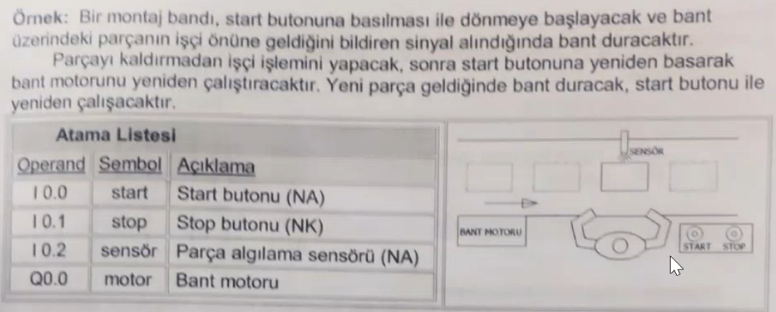 Örnek: Bir montaj bandı, start butonuna basılması ile dönmeye başlayacak ve bant
üzerindeki parçanın işçi önüne geldiğini bildiren sinyal alındığında bant duracaktır.
Parçayı kaldırmadan işçi işlemini yapacak, sonra start butonuna yeniden basarak
bant motorunu yeniden çalıştıracaktır. Yeni parça geldiğinde bant duracak, start butonu ile
yeniden çalışacaktır.
Atama Listesi
Operand Sembol Açıklama
I 0.0 start Start butonu (NA)
I 0.1 stop Stop butonu (NK)
I 0.2 sensör Parça algılama sensörü (NA)
Q0.0 motor Bant motoru
SENSÖR
BANT MOTORU
START STOP